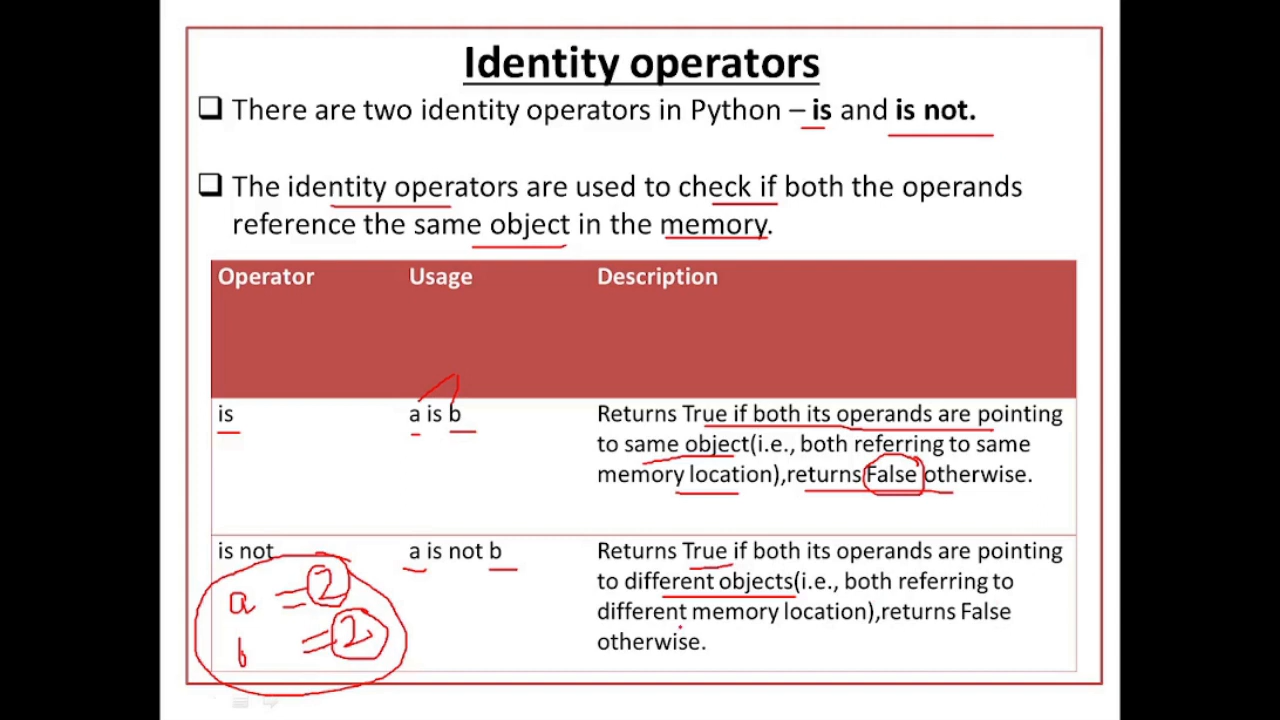 Identity operators
There are two identity operators in Python – is and is not.
The identity operators are used to check if both the operands
reference the same object in the memory.
Operator Usage Description
is a is b Returns True if both its operands are pointing
to same object(i.e., both referring to same
memory location),returns False otherwise.
is not a is not b Returns True if both its operands are pointing
to different objects(i.e., both referring to
different memory location),returns False
otherwise.
a = 2
b = 2